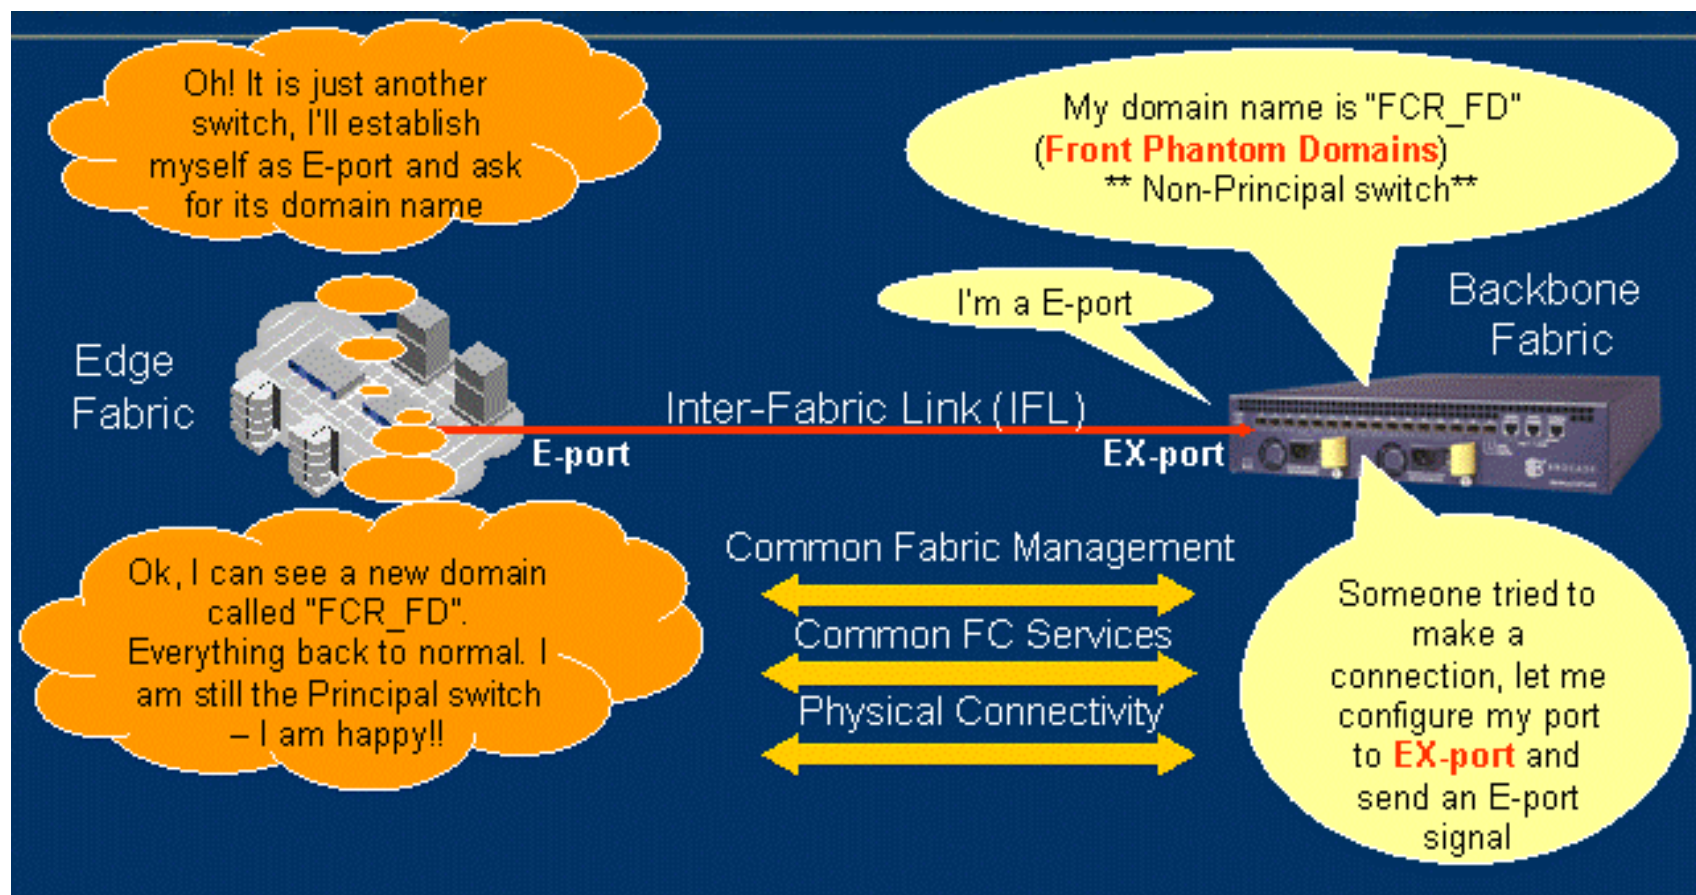 Oh! It is just another
switch, I'll establish
myself as E-port and ask
for its domain name
My domain name is "FCR_FD"
(Front Phantom Domains)
** Non-Principal switch**
I'm a E-port
Backbone
Fabric
Edge
Fabric
Inter-Fabric Link (IFL)
E-port
EX-port
BROCADE
Ok, I can see a new domain
called "FCR_FD".
Everything back to normal. I
am still the Principal switch
– I am happy!!
Common Fabric Management
Common FC Services
Physical Connectivity
Someone tried to
make a
connection, let me
configure my port
to EX-port and
send an E-port
signal